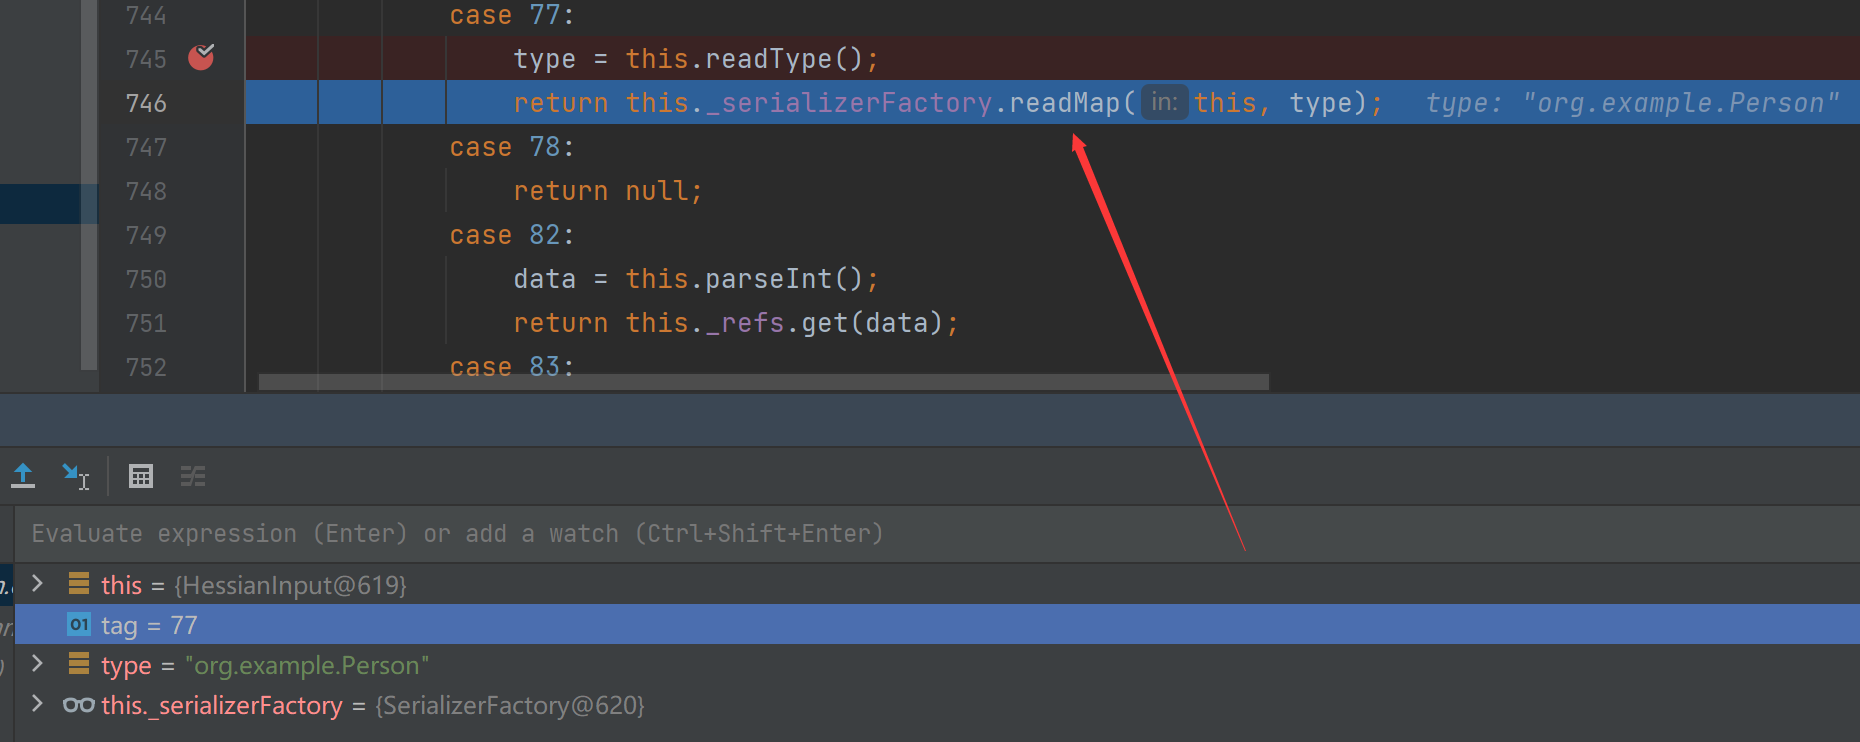 744 case 77:
745 type = this.readType();
746 return this._serializerFactory.readMap( in: this, type); type: "org.example.Person"
747 case 78:
748 return null;
749 case 82:
750 data = this.parseInt();
751 return this._refs.get(data);
752 case 83:
Evaluate expression (Enter) or add a watch (Ctrl+Shift+Enter)
this = {HessianInput@619}
01 tag = 77
type = "org.example.Person"
this._serializerFactory = {SerializerFactory@620}